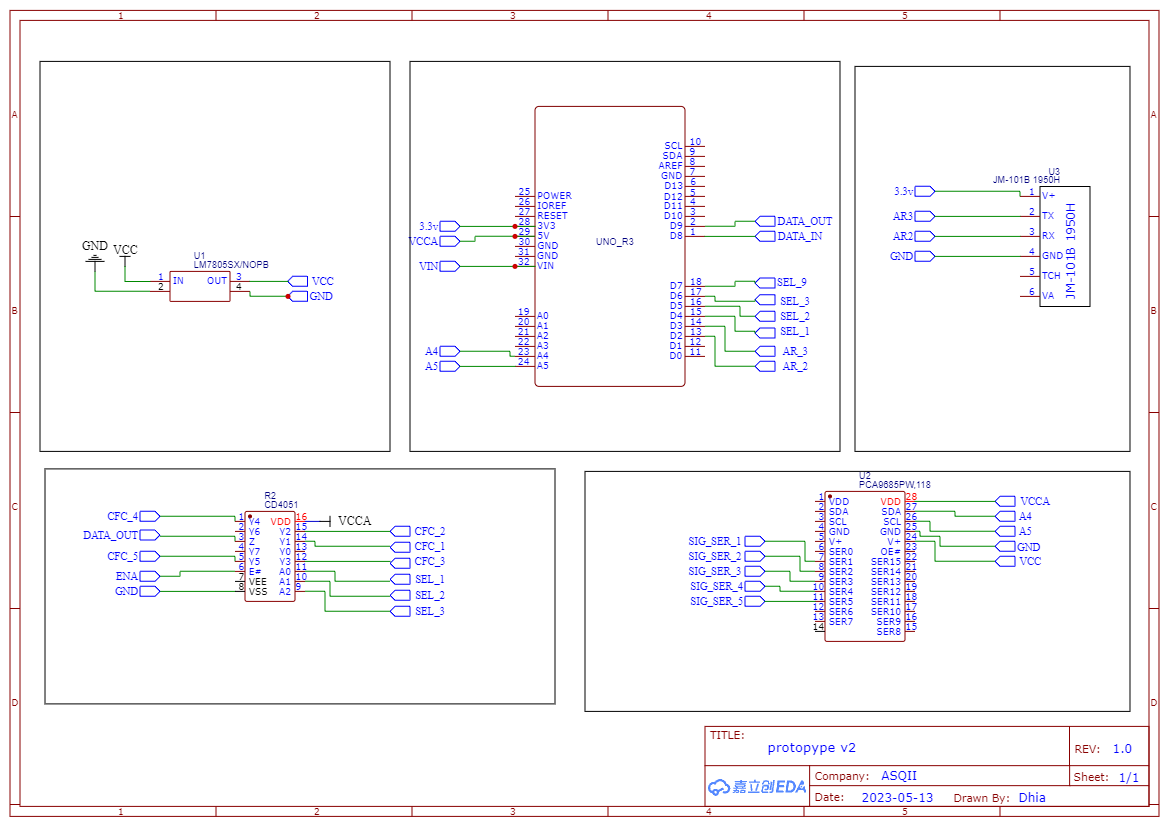 1 2 3 4 5
A A
B B
C C
D D
1 2 3 4 5
GND VCC
U1
LM7805SX/NOPB
1 IN OUT 3 VCC
2 4 GND
UNO_R3
25 POWER
26 IOREF
27 RESET
3.3v 28 3V3
VCCA 29 5V
30 GND
31 GND
VIN 32 VIN
19 A0
20 A1
21 A2
22 A3
A4 23 A4
A5 24 A5
SCL 10
SDA 9
AREF 8
GND 7
D13 6
D12 5
D11 4
D10 3
D9 2 DATA_OUT
D8 1 DATA_IN
D7 18 SEL_9
D6 17 SEL_3
D5 16 SEL_2
D4 15 SEL_1
D3 14 AR_3
D2 13 AR_2
D1 12
D0 11
U3
JM-101B 1950H
3.3v 1 V+
AR3 2 TX
AR2 3 RX
GND 4 GND
5 TCH
6 VA
JM-101B 1950H
R2
CD4051
CFC_4 1 Y4 VDD 16 VCCA
2 Y6 Y2 15 CFC_2
DATA_OUT 3 Z Y1 14 CFC_1
4 Y7 Y0 13
CFC_5 5 Y5 Y3 12 CFC_3
ENA 6 E# A0 11 SEL_1
7 VEE A1 10 SEL_2
GND 8 VSS A2 9 SEL_3
U2
PCA9685PW,118
1 VDD VDD 28 VCCA
2 SDA SDA 27 A4
3 SCL SCL 26 A5
4 GND GND 25 GND
5 V+ V+ 24 VCC
6 SER0 OE# 23
SIG_SER_1 7 SER1 SER15 22
SIG_SER_2 8 SER2 SER14 21
SIG_SER_3 9 SER3 SER13 20
SIG_SER_4 10 SER4 SER12 19
SIG_SER_5 11 SER5 SER11 18
12 SER6 SER10 17
13 SER7 SER9 16
14 SER8 15
TITLE:
protopype v2
REV: 1.0
嘉立创EDA
Company: ASQII
Sheet: 1/1
Date: 2023-05-13 Drawn By: Dhia